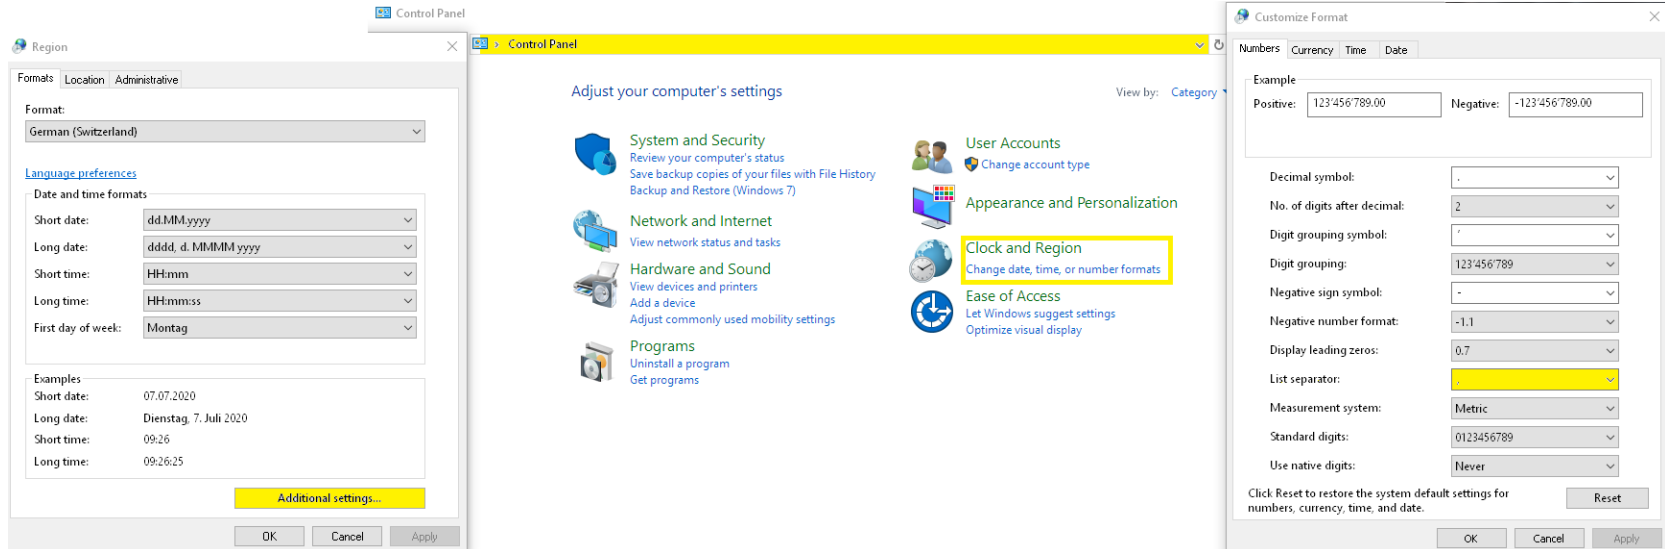 Region
Formats
Location
Administrative
Format:
German (Switzerland)
Language preferences
Date and time formats
Short date:
dd.MM.yyyy
Long date:
dddd, d. MMMM yyyy
Short time:
HH:mm
Long time:
HH:mm:ss
First day of week:
Montag
Examples
Short date:
07.07.2020
Long date:
Dienstag, 7. Juli 2020
Short time:
09:26
Long time:
09:26:25
Additional settings...
OK
Cancel
Apply
Control Panel
Control Panel
Adjust your computer's settings
View by: Category
System and Security
Review your computer's status
Save backup copies of your files with File History
Backup and Restore (Windows 7)
Network and Internet
View network status and tasks
Hardware and Sound
View devices and printers
Add a device
Adjust commonly used mobility settings
Programs
Uninstall a program
Get programs
User Accounts
Change account type
Appearance and Personalization
Clock and Region
Change date, time, or number formats
Ease of Access
Let Windows suggest settings
Optimize visual display
Customize Format
Numbers
Currency
Time
Date
Example
Positive:
123'456'789.00
Negative:
-123'456'789.00
Decimal symbol:
.
No. of digits after decimal:
2
Digit grouping symbol:
'
Digit grouping:
123'456'789
Negative sign symbol:
-
Negative number format:
-1.1
Display leading zeros:
0.7
List separator:
,
Measurement system:
Metric
Standard digits:
0123456789
Use native digits:
Never
Click Reset to restore the system default settings for
numbers, currency, time, and date.
Reset
OK
Cancel
Apply